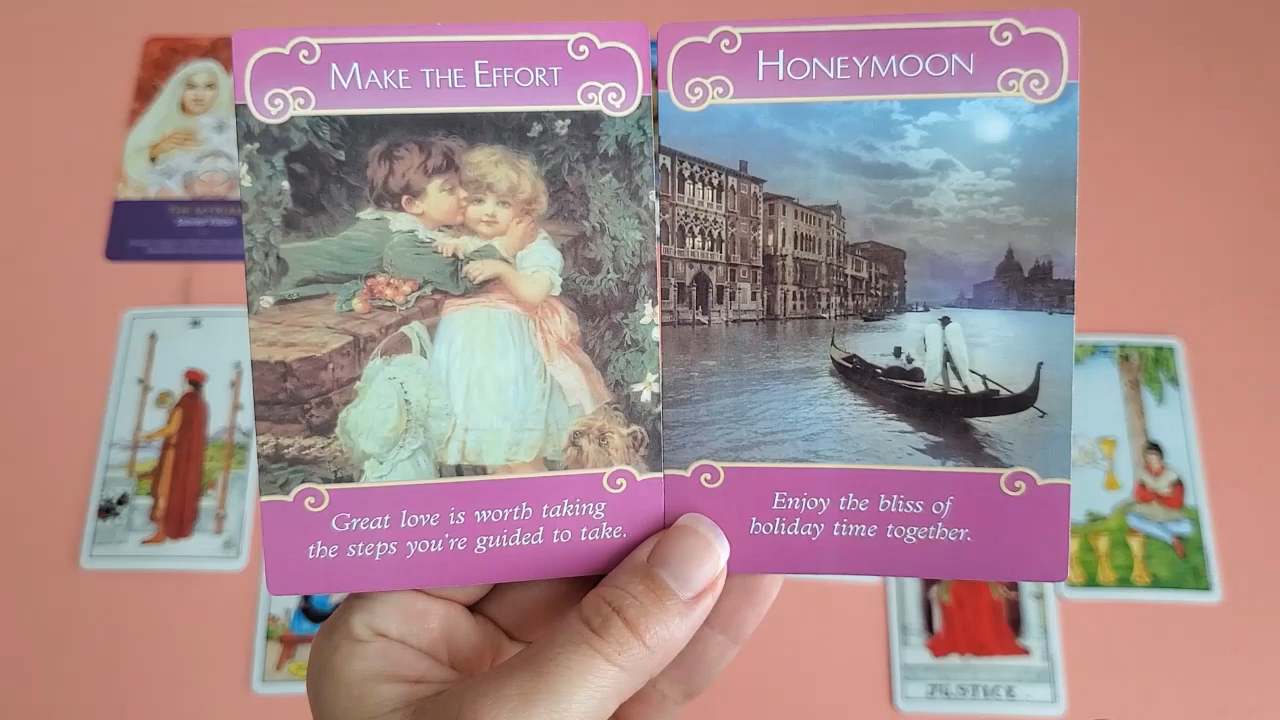 MAKE THE EFFORT
HONEYMOON
Great love is worth taking
the steps you're guided to take.
Enjoy the bliss of
holiday time together.
JUSTICE